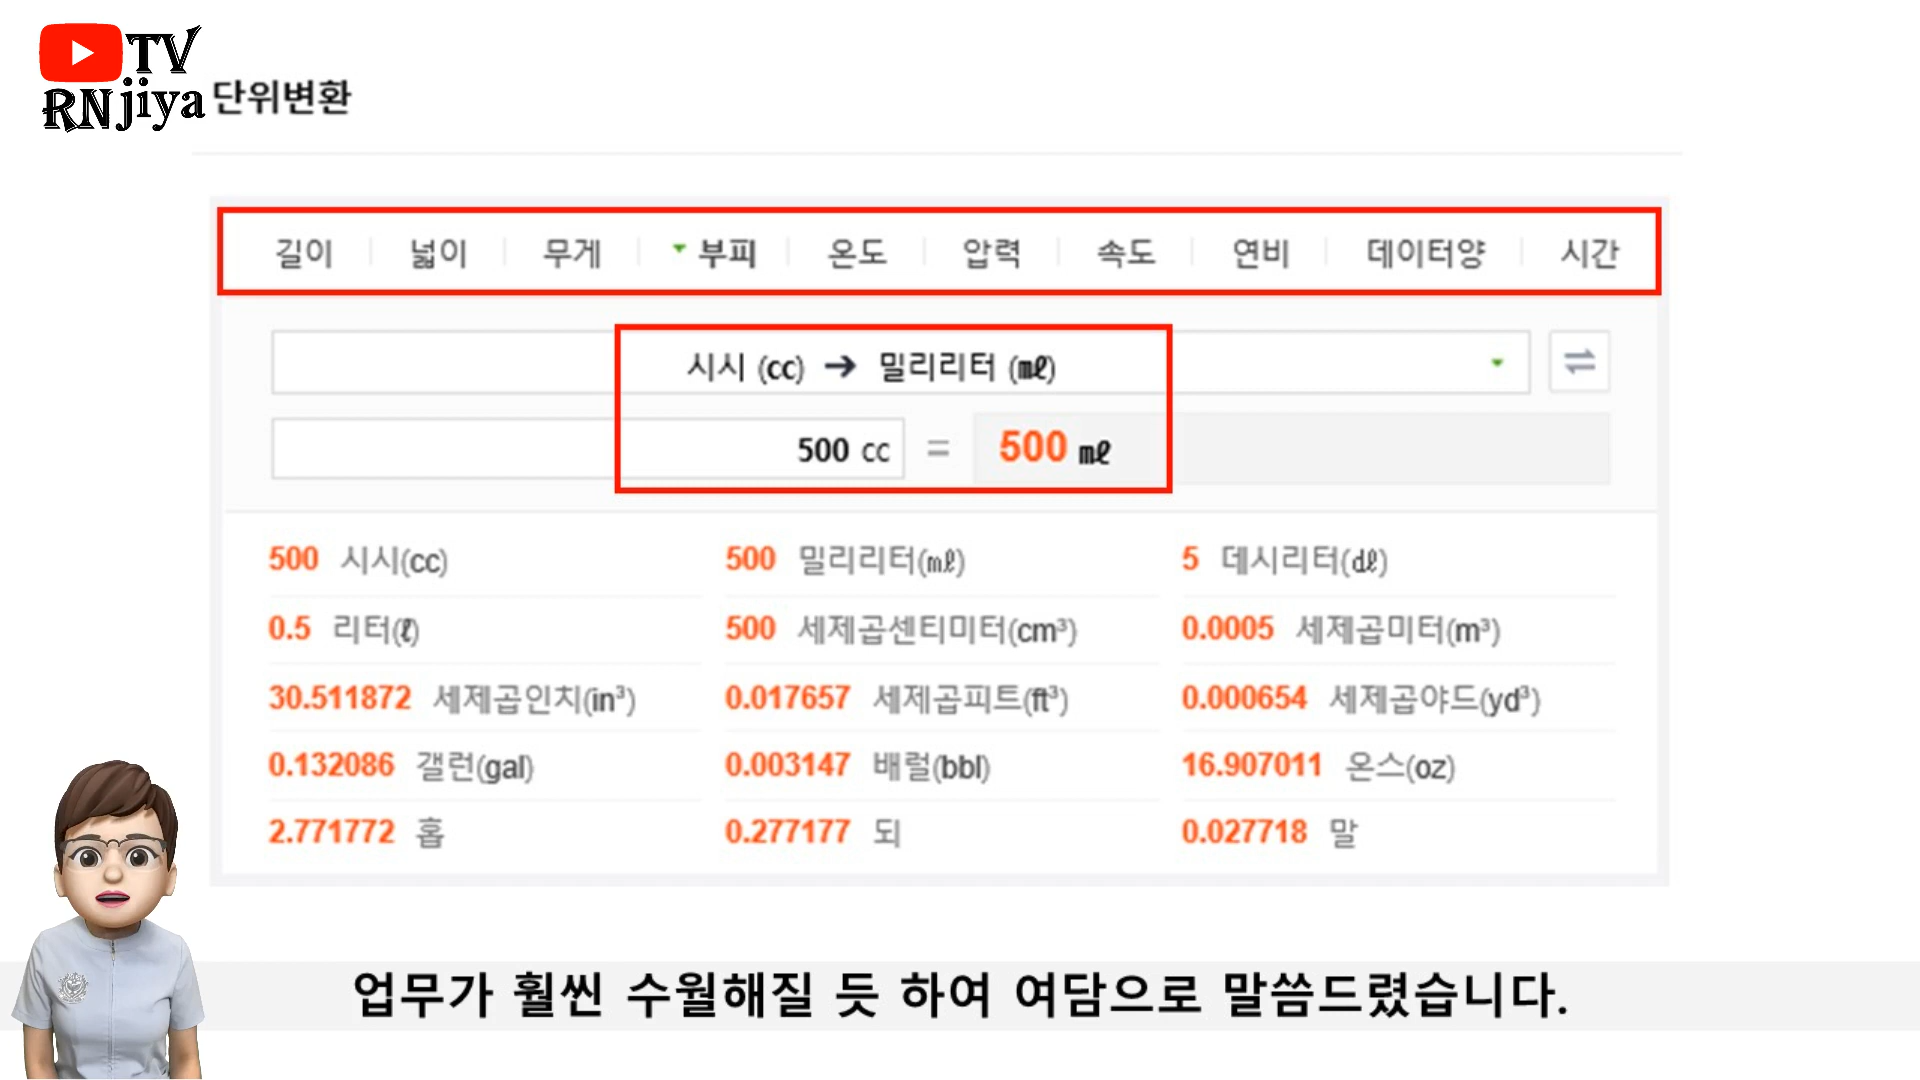 TV
RNjiya
단위변환
길이 넓이 무게 부피 온도 압력 속도 연비 데이터양 시간
시시 (cc) ➔ 밀리리터 (㎖)
500 cc = 500 ㎖
500 시시(cc) 500 밀리리터(㎖) 5 데시리터(㎗)
0.5 리터(ℓ) 500 세제곱센티미터(cm³) 0.0005 세제곱미터(m³)
30.511872 세제곱인치(in³) 0.017657 세제곱피트(ft³) 0.000654 세제곱야드(yd³)
0.132086 갤런(gal) 0.003147 배럴(bbl) 16.907011 온스(oz)
2.771772 홉 0.277177 되 0.027718 말
업무가 훨씬 수월해질 듯 하여 여담으로 말씀드렸습니다.